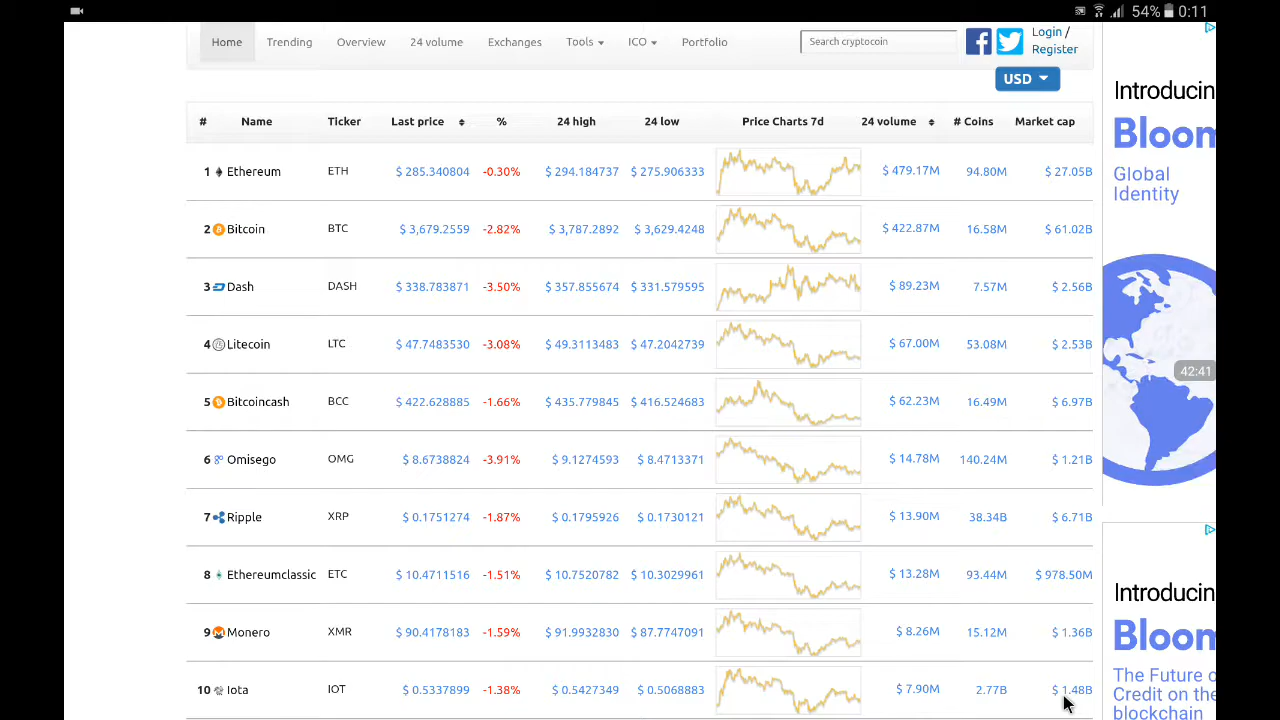 54% 0:11
Home Trending Overview 24 volume Exchanges Tools ICO Portfolio Search cryptocoin Login / Register
USD
# Name Ticker Last price % 24 high 24 low Price Charts 7d 24 volume # Coins Market cap
1 Ethereum ETH $ 285.340804 -0.30% $ 294.184737 $ 275.906333 $ 479.17M 94.80M $ 27.05B
2 Bitcoin BTC $ 3,679.2559 -2.82% $ 3,787.2892 $ 3,629.4248 $ 422.87M 16.58M $ 61.02B
3 Dash DASH $ 338.783871 -3.50% $ 357.855674 $ 331.579595 $ 89.23M 7.57M $ 2.56B
4 Litecoin LTC $ 47.7483530 -3.08% $ 49.3113483 $ 47.2042739 $ 67.00M 53.08M $ 2.53B
5 Bitcoincash BCC $ 422.628885 -1.66% $ 435.779845 $ 416.524683 $ 62.23M 16.49M $ 6.97B
6 Omisego OMG $ 8.6738824 -3.91% $ 9.1274593 $ 8.4713371 $ 14.78M 140.24M $ 1.21B
7 Ripple XRP $ 0.1751274 -1.87% $ 0.1795926 $ 0.1730121 $ 13.90M 38.34B $ 6.71B
8 Ethereumclassic ETC $ 10.4711516 -1.51% $ 10.7520782 $ 10.3029961 $ 13.28M 93.44M $ 978.50M
9 Monero XMR $ 90.4178183 -1.59% $ 91.9932830 $ 87.7747091 $ 8.26M 15.12M $ 1.36B
10 Iota IOT $ 0.5337899 -1.38% $ 0.5427349 $ 0.5068883 $ 7.90M 2.77B $ 1.48B
Introducin
Bloom
Global
Identity
42:41
Introducin
Bloom
The Future o
Credit on the
blockchain